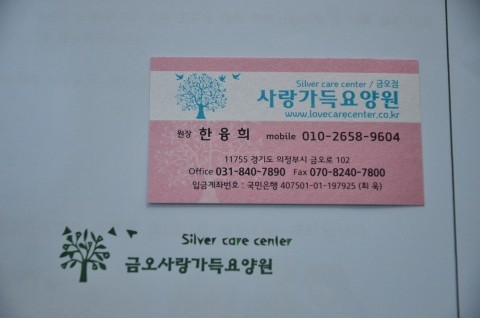 Silver care center / 금오점
사랑가득요양원
www.lovecarecenter.co.kr
원장 한융희 mobile 010-2658-9604
11755 경기도 의정부시 금오로 102
Office 031-840-7890 Fax 070-8240-7800
입금계좌번호 : 국민은행 407501-01-197925 (최 욱)
Silver care center
금오사랑가득요양원